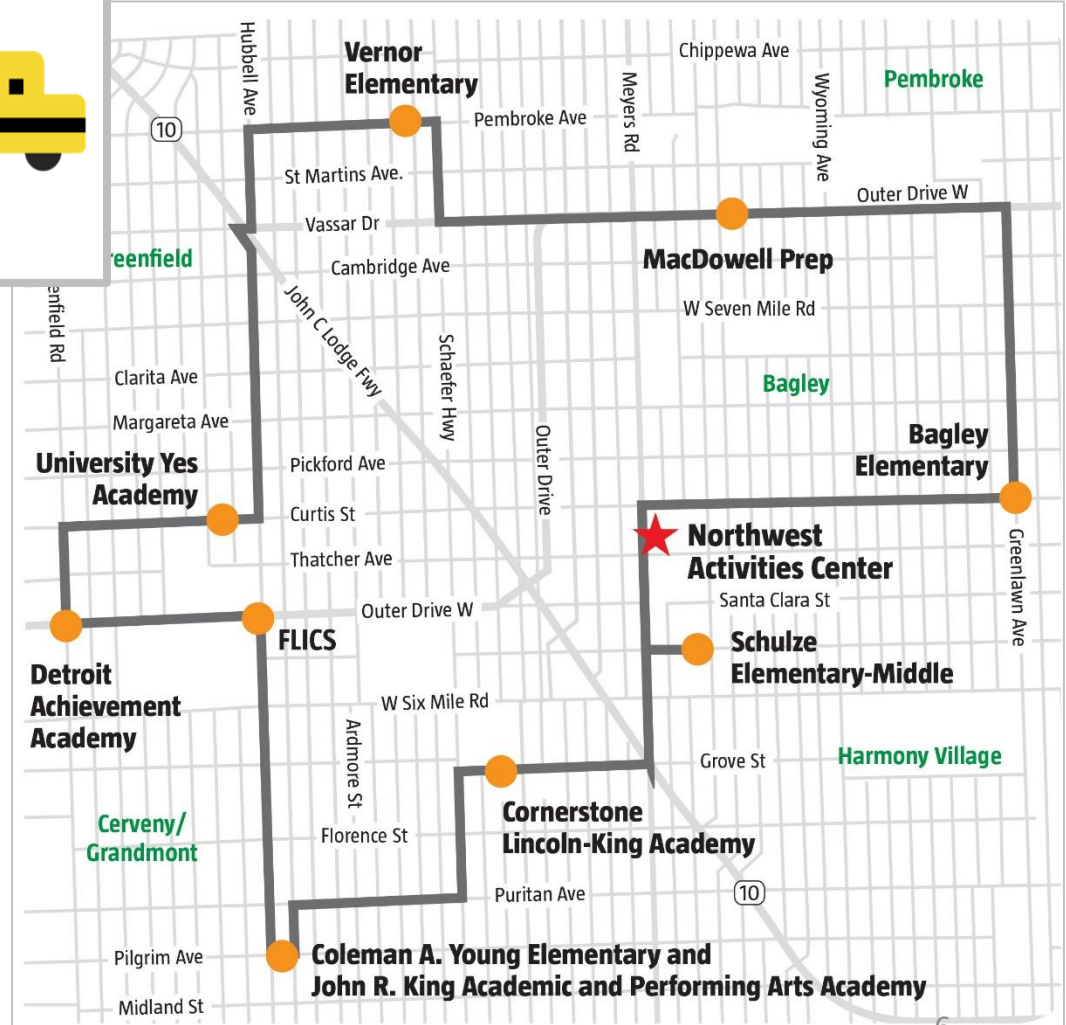 Hubbell Ave
Vernor
Elementary
Chippewa Ave
Pembroke
Meyers Rd
Wyoming Ave
10
Pembroke Ave
St Martins Ave.
Outer Drive W
Vassar Dr
reenfield
Cambridge Ave
MacDowell Prep
enfield Rd
John C Lodge Fwy
W Seven Mile Rd
Schaefer Hwy
Clarita Ave
Bagley
Margareta Ave
Outer Drive
Bagley
Elementary
University Yes
Academy
Pickford Ave
Curtis St
Northwest
Activities Center
Greenlawn Ave
Thatcher Ave
Outer Drive W
Santa Clara St
FLICS
Schulze
Elementary-Middle
Detroit
Achievement
Academy
W Six Mile Rd
Ardmore St
Grove St
Harmony Village
Cornerstone
Lincoln-King Academy
Cerveny/
Grandmont
Florence St
Puritan Ave
10
Pilgrim Ave
Coleman A. Young Elementary and
John R. King Academic and Performing Arts Academy
Midland St